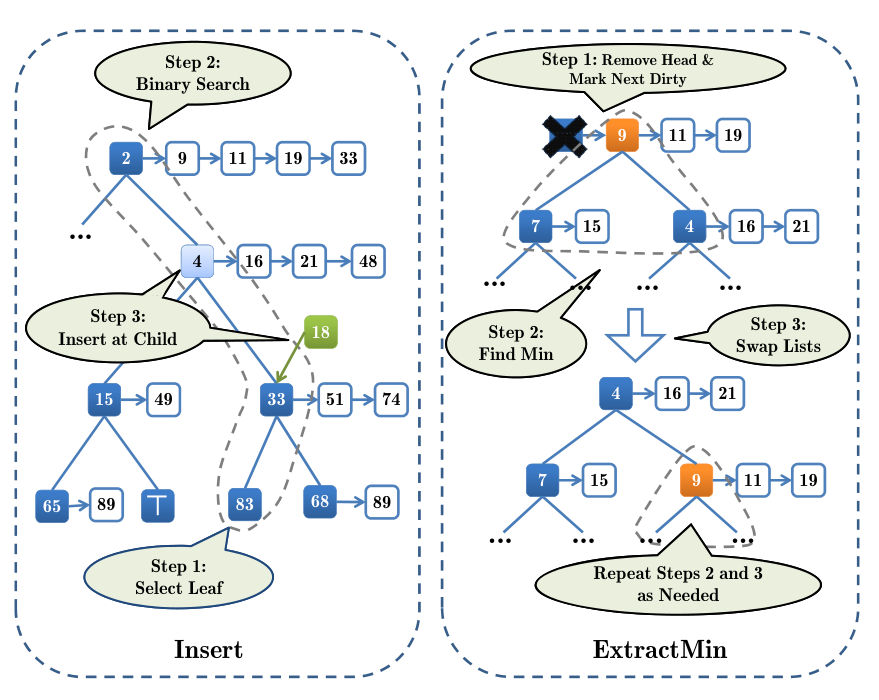 Step 2:
Binary Search
2 9 11 19 33
...
4 16 21 48
Step 3:
Insert at Child
18
15 49
33 51 74
65 89 ⊤
83
68 89
Step 1:
Select Leaf
Insert
Step 1: Remove Head &
Mark Next Dirty
9 11 19
7 15
4 16 21
... ... ... ...
Step 2:
Find Min
Step 3:
Swap Lists
4 16 21
7 15
9 11 19
... ... ... ...
Repeat Steps 2 and 3
as Needed
ExtractMin